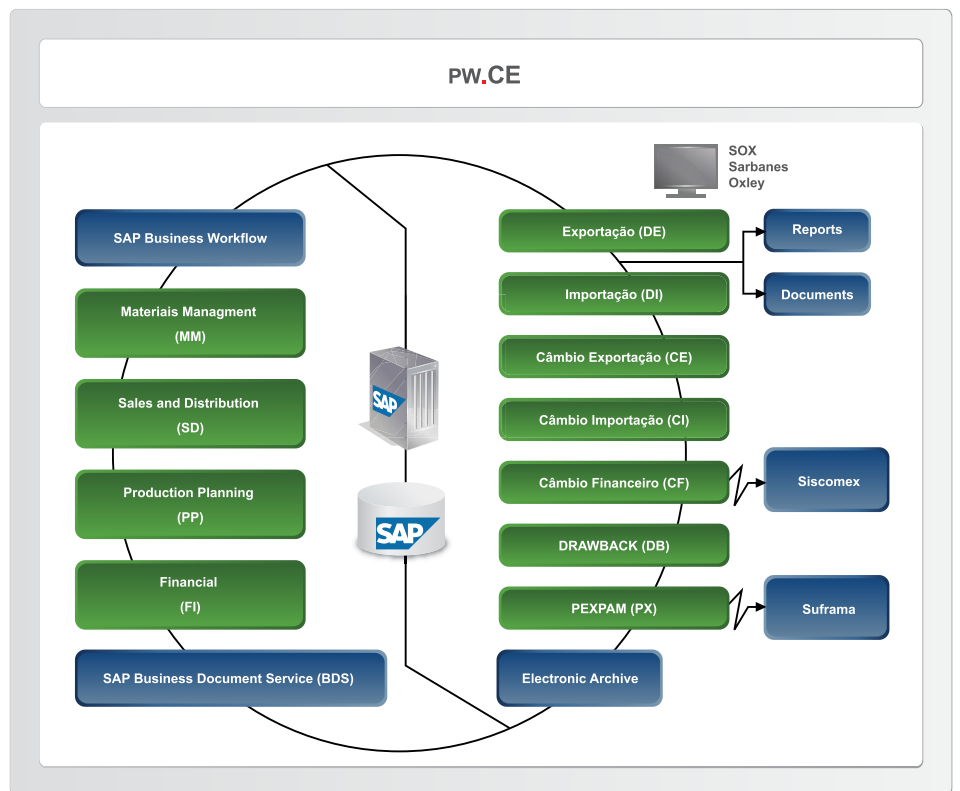 PW.CE
SOX
Sarbanes
Oxley
SAP Business Workflow
Materiais Managment
(MM)
Sales and Distribution
(SD)
Production Planning
(PP)
Financial
(FI)
SAP Business Document Service (BDS)
SAP
SAP
Exportação (DE)
Importação (DI)
Câmbio Exportação (CE)
Câmbio Importação (CI)
Câmbio Financeiro (CF)
DRAWBACK (DB)
PEXPAM (PX)
Electronic Archive
Reports
Documents
Siscomex
Suframa